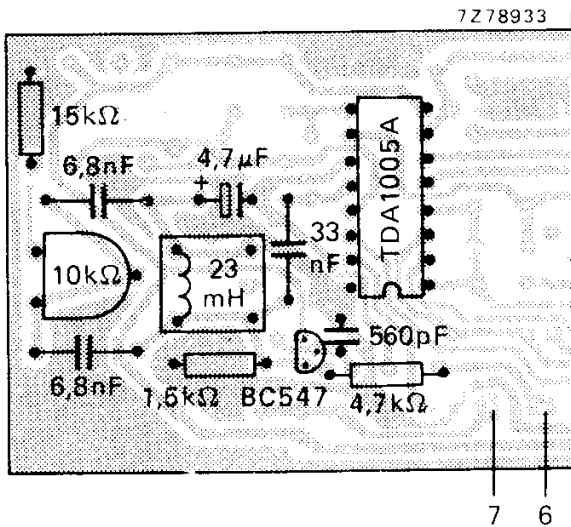 7Z78933
15kΩ
6,8nF
4,7μF
TDA1005A
10kΩ
23
mH
33
nF
560pF
6,8nF
1,5kΩ
BC547
4,7kΩ
7
6